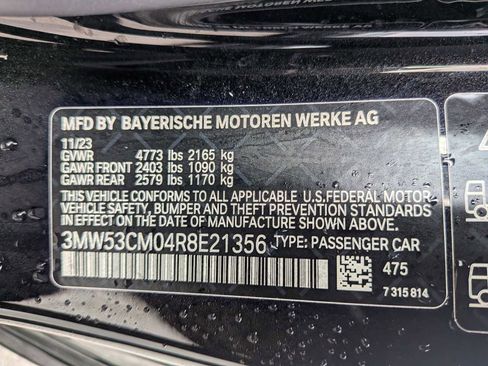 MFD BY BAYERISCHE MOTOREN WERKE AG
11/23
GVWR 4773 lbs 2165 kg
GAWR FRONT 2403 lbs 1090 kg
GAWR REAR 2579 lbs 1170 kg
THIS VEHICLE CONFORMS TO ALL APPLICABLE U.S.FEDERAL MOTOR
VEHICLE SAFETY, BUMPER AND THEFT PREVENTION STANDARDS
IN EFFECT ON THE DATE OF MANUFACTURE SHOWN ABOVE.
3MW53CM04R8E21356 TYPE: PASSENGER CAR
475
7 315 814